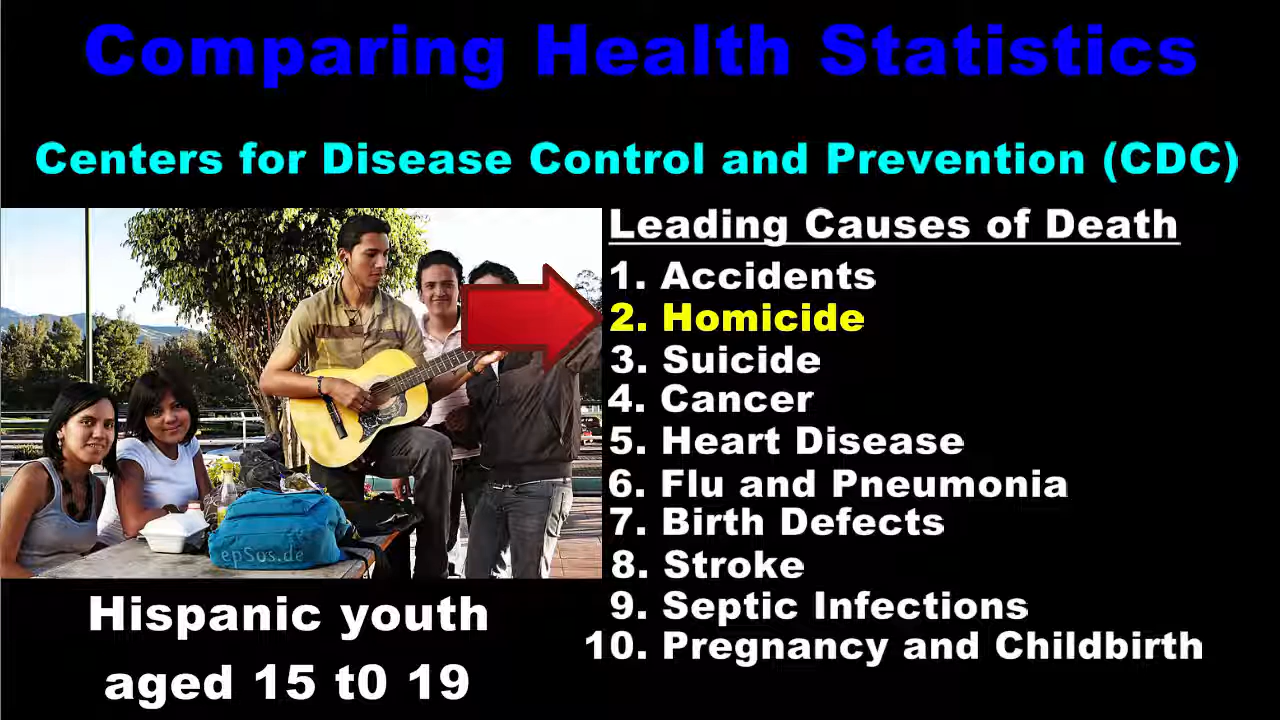 Comparing Health Statistics
Centers for Disease Control and Prevention (CDC)
Leading Causes of Death
1. Accidents
2. Homicide
3. Suicide
4. Cancer
5. Heart Disease
6. Flu and Pneumonia
7. Birth Defects
8. Stroke
9. Septic Infections
10. Pregnancy and Childbirth
epSos.de
Hispanic youth
aged 15 t0 19